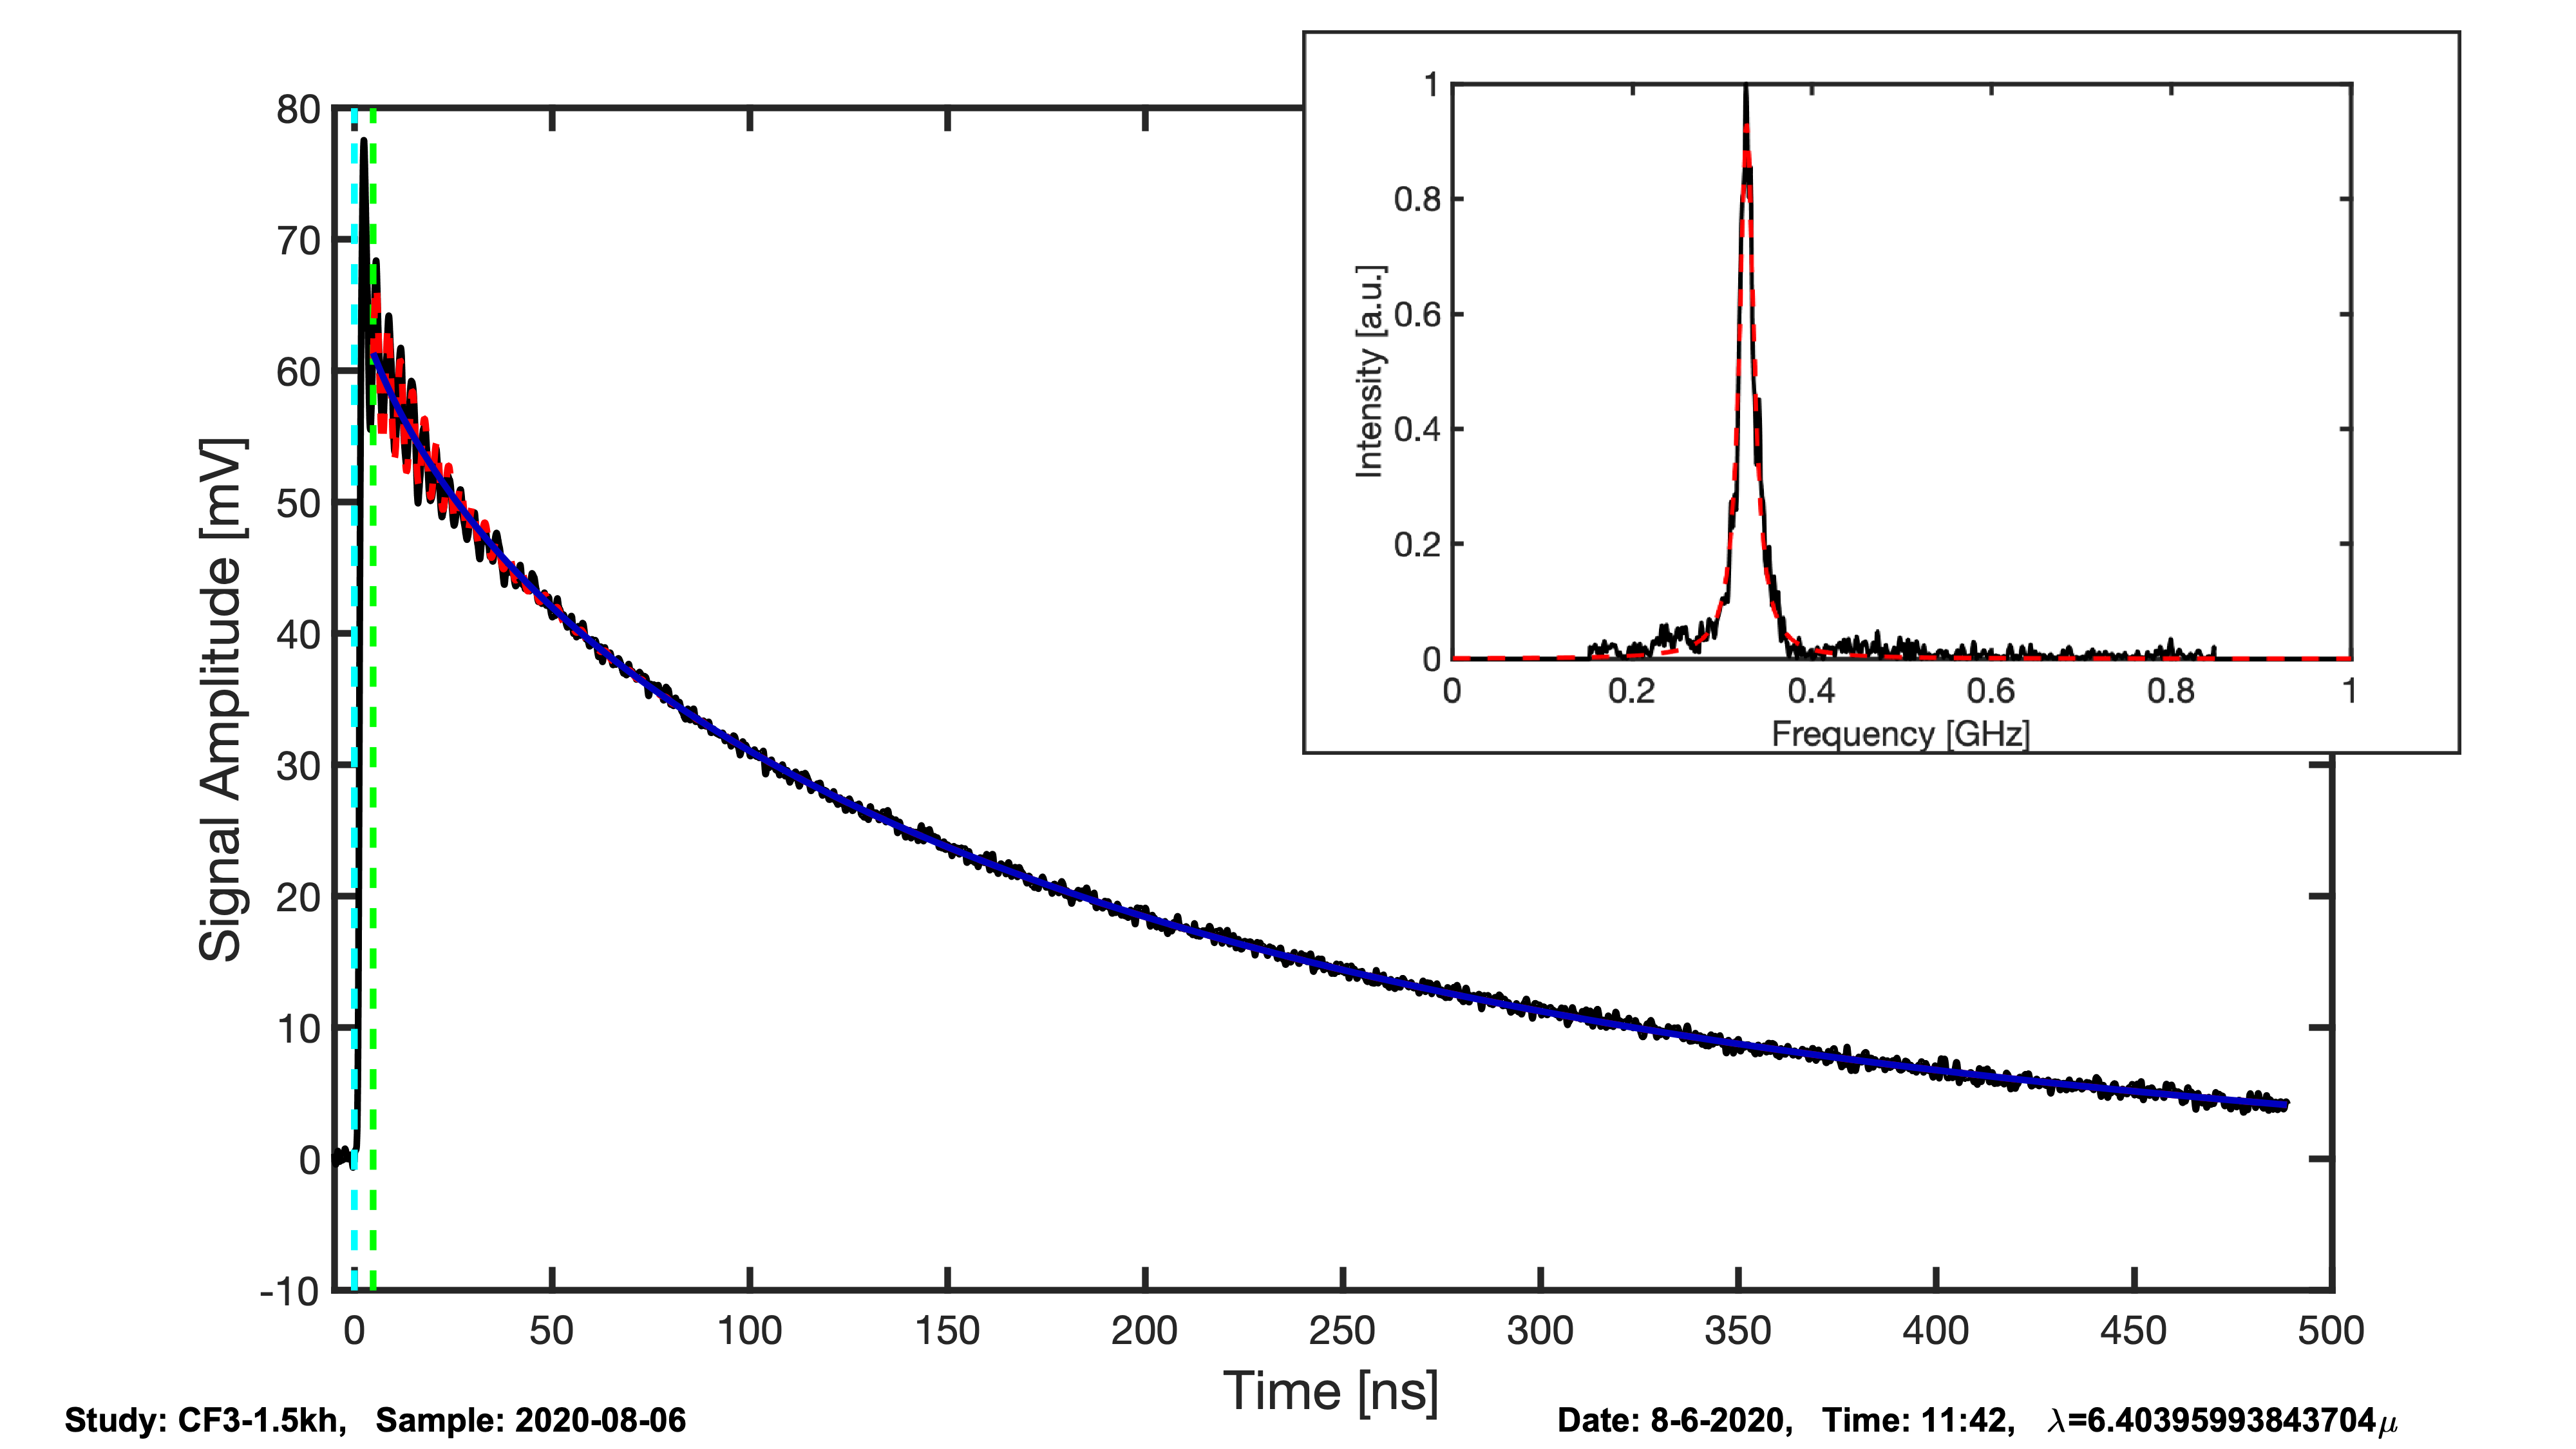 1
0.8
0.6
0.4
0.2
0
Intensity [a.u.]
0 0.2 0.4 0.6 0.8 1
Frequency [GHz]
80
70
60
50
40
30
20
10
0
-10
Signal Amplitude [mV]
0 50 100 150 200 250 300 350 400 450 500
Time [ns]
Study: CF3-1.5kh, Sample: 2020-08-06
Date: 8-6-2020, Time: 11:42, λ=6.40395993843704μ